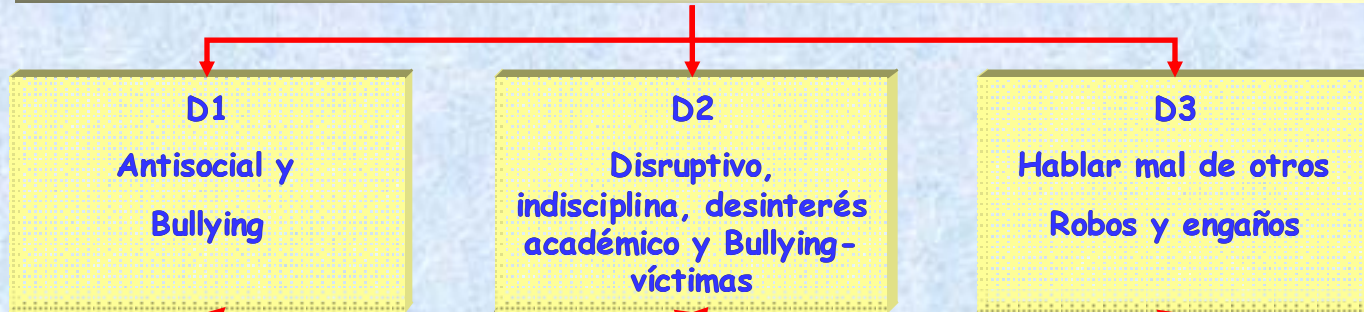 D1
Antisocial y
Bullying
D2
Disruptivo,
indisciplina, desinterés
académico y Bullying-
víctimas
D3
Hablar mal de otros
Robos y engaños